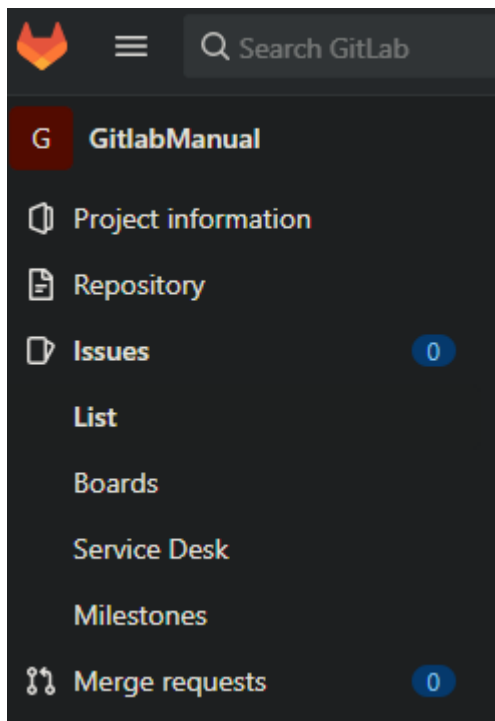 Search GitLab
G GitlabManual
Project information
Repository
Issues 0
List
Boards
Service Desk
Milestones
Merge requests 0